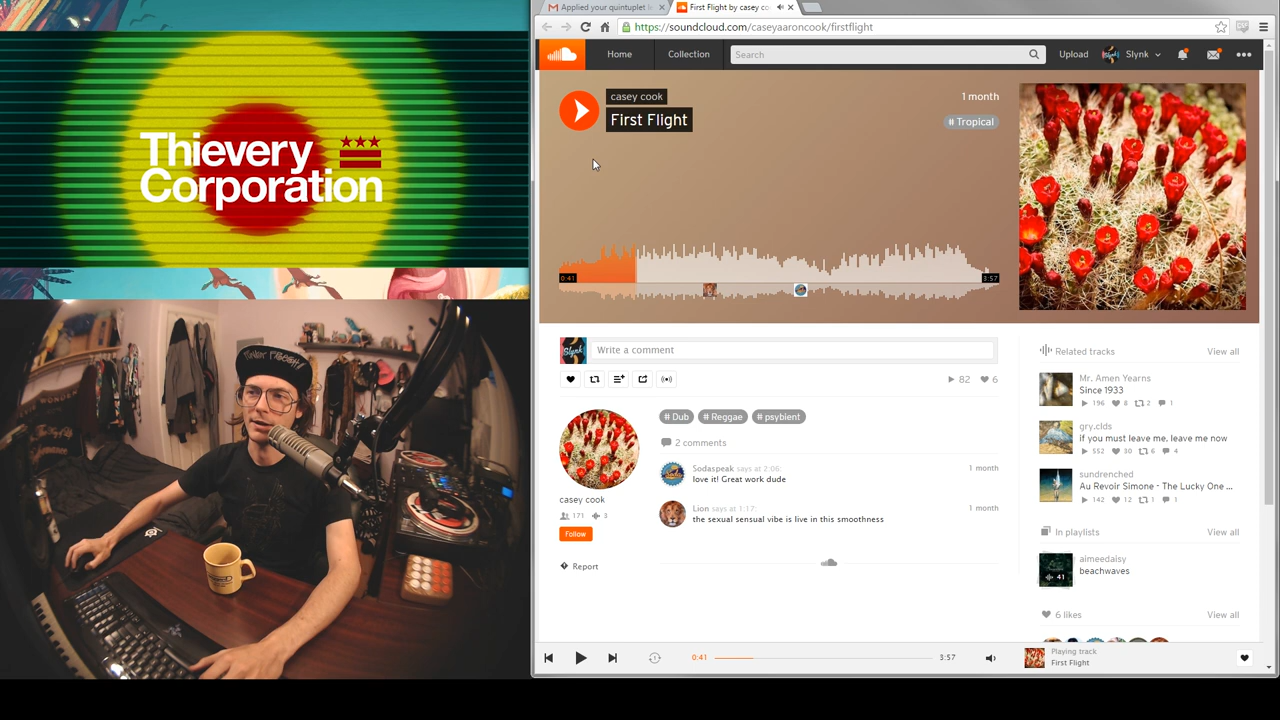 Thievery
Corporation
Applied your quintuplet
First Flight by casey co
https://soundcloud.com/caseyaaroncook/firstflight
Home
Collection
Search
Upload
Slynk
casey cook
First Flight
1 month
# Tropical
0:41
3:57
Slynk
Write a comment
82
6
# Dub
# Reggae
# psybient
2 comments
Sodaspeak says at 2:06:
1 month
love it! Great work dude
Lion says at 1:17:
1 month
the sexual sensual vibe is live in this smoothness
casey cook
171
3
Follow
Report
Related tracks
View all
Mr. Amen Yearns
Since 1933
196
8
2
1
gry.clds
if you must leave me. leave me now
552
30
6
4
sundrenched
Au Revoir Simone - The Lucky One ...
142
12
1
1
In playlists
View all
aimeedaisy
beachwaves
41
6 likes
View all
0:41
3:57
Playing track
First Flight